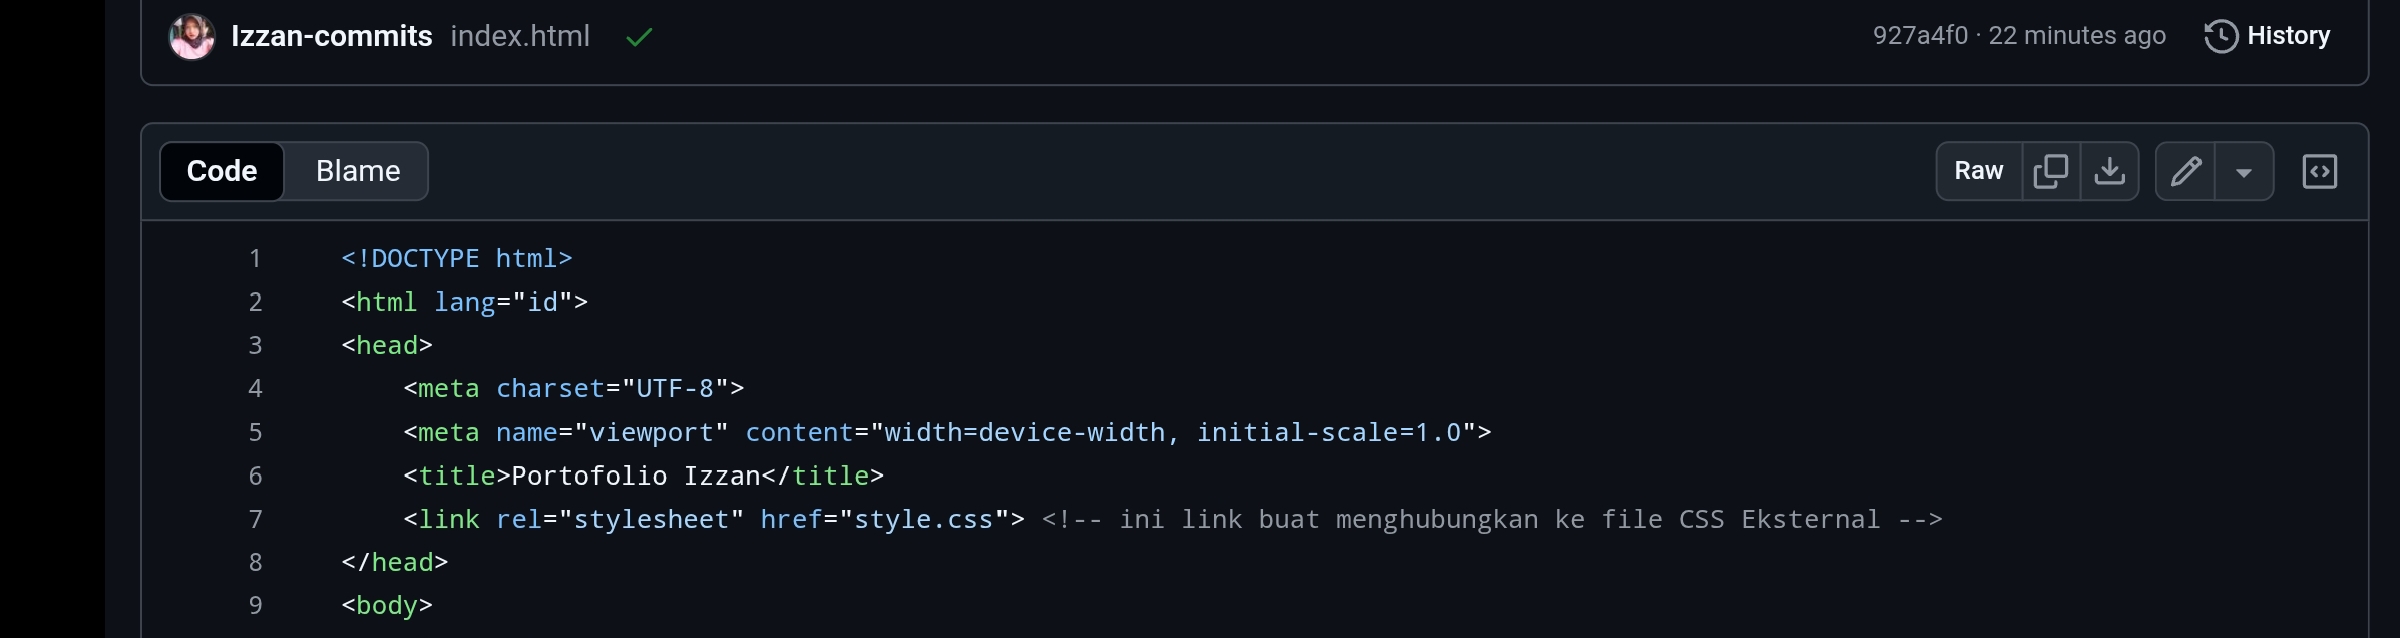 Izzan-commits index.html 927a4f0 · 22 minutes ago History
Code Blame Raw
1 <!DOCTYPE html>
2 <html lang="id">
3 <head>
4     <meta charset="UTF-8">
5     <meta name="viewport" content="width=device-width, initial-scale=1.0">
6     <title>Portofolio Izzan</title>
7     <link rel="stylesheet" href="style.css"> <!-- ini link buat menghubungkan ke file CSS Eksternal -->
8 </head>
9 <body>